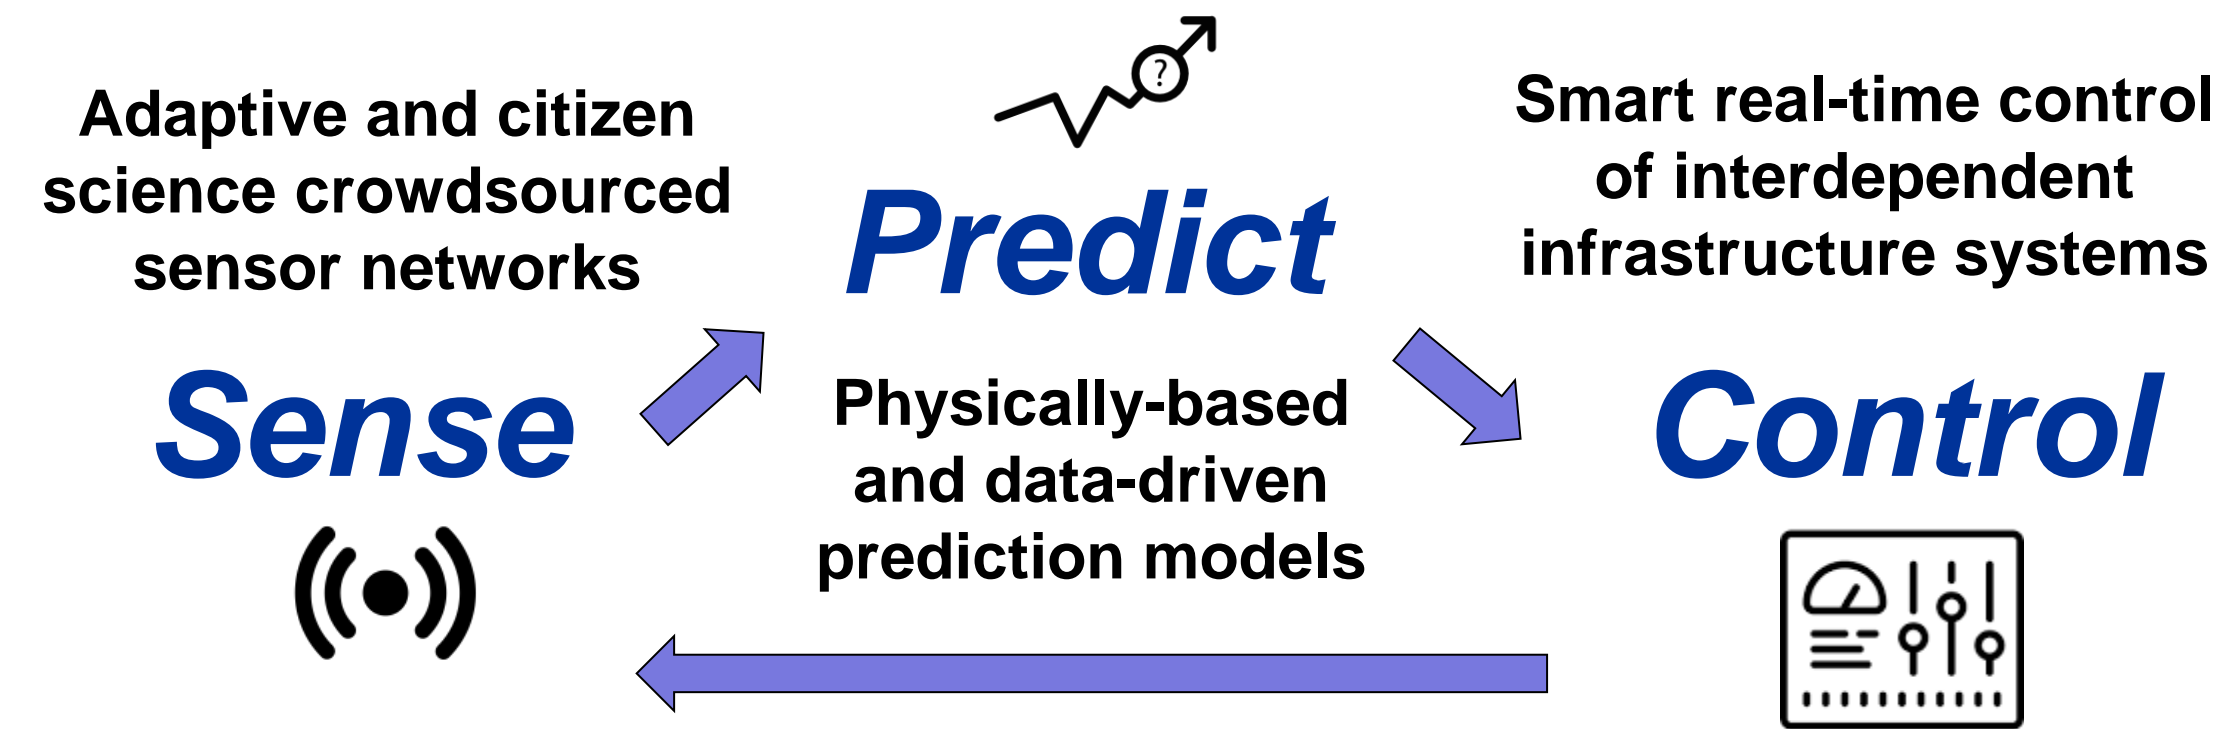 Adaptive and citizen
science crowdsourced
sensor networks
Sense
?
Predict
Physically-based
and data-driven
prediction models
Smart real-time control
of interdependent
infrastructure systems
Control